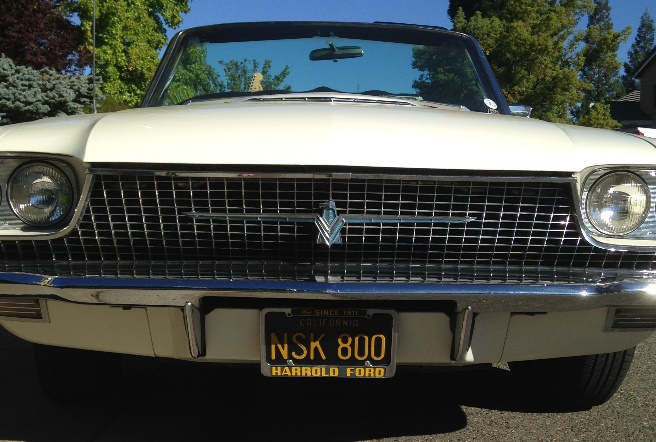 SINCE 1911
CALIFORNIA
NSK 800
HARROLD FORD